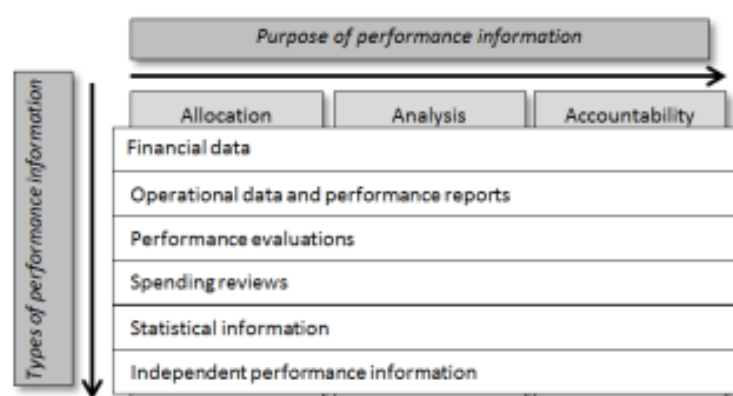 Purpose of performance information
Types of performance information
Allocation
Analysis
Accountability
Financial data
Operational data and performance reports
Performance evaluations
Spending reviews
Statistical information
Independent performance information